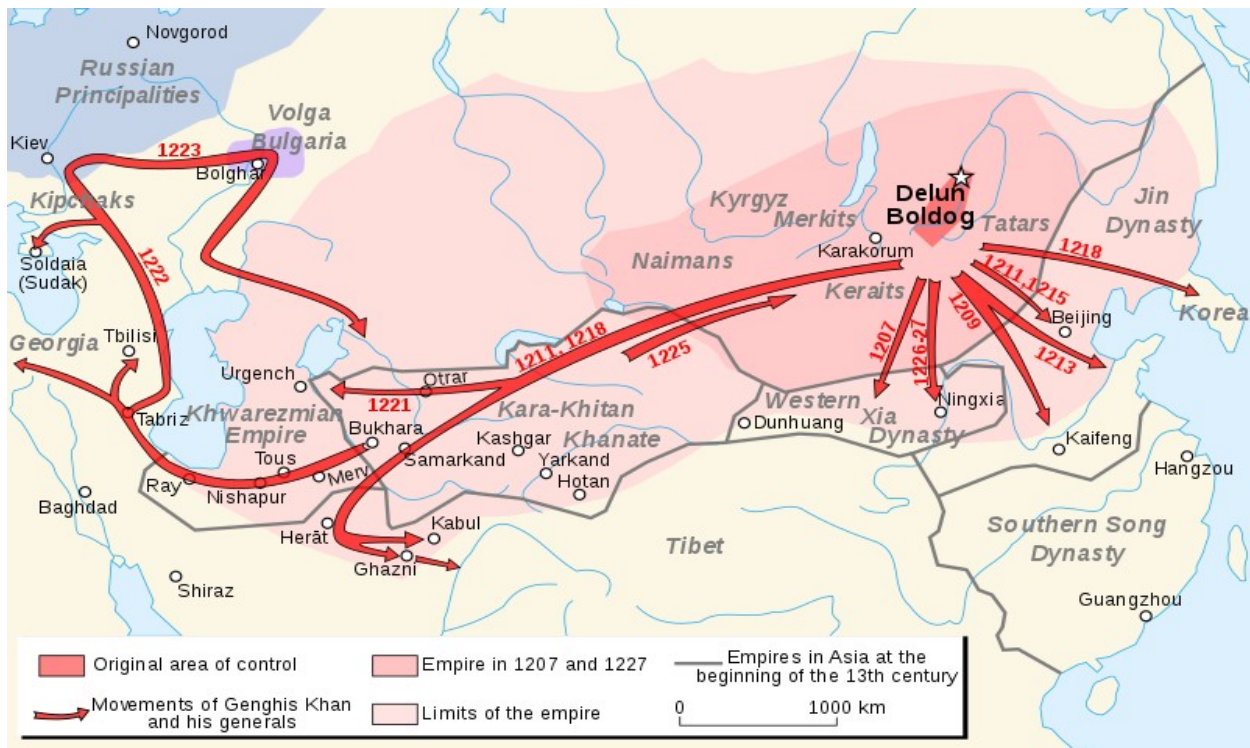 Novgorod
Russian
Principalities
Volga
Bulgaria
Kiev
1223
Bolghar
Kipchaks
Soldaia
(Sudak)
1222
Georgia
Tbilisi
Tabriz
Urgench
Khwarezmian
Empire
1221
Otrar
Bukhara
Samarkand
Tous
Merv
Ray
Nishapur
Baghdad
Herāt
Kabul
Ghazni
Shiraz
Kara-Khitan
Khanate
Kashgar
Yarkand
Hotan
1211, 1218
1225
Naimans
Kyrgyz
Merkits
Karakorum
Keraits
Delun
Boldog
Tatars
Jin
Dynasty
1218
1211,1215
1209
1207
1226-27
1213
Beijing
Korea
Western
Xia
Dynasty
Dunhuang
Ningxia
Kaifeng
Hangzou
Tibet
Southern Song
Dynasty
Guangzhou
Original area of control
Movements of Genghis Khan
and his generals
Empire in 1207 and 1227
Limits of the empire
Empires in Asia at the
beginning of the 13th century
0 1000 km